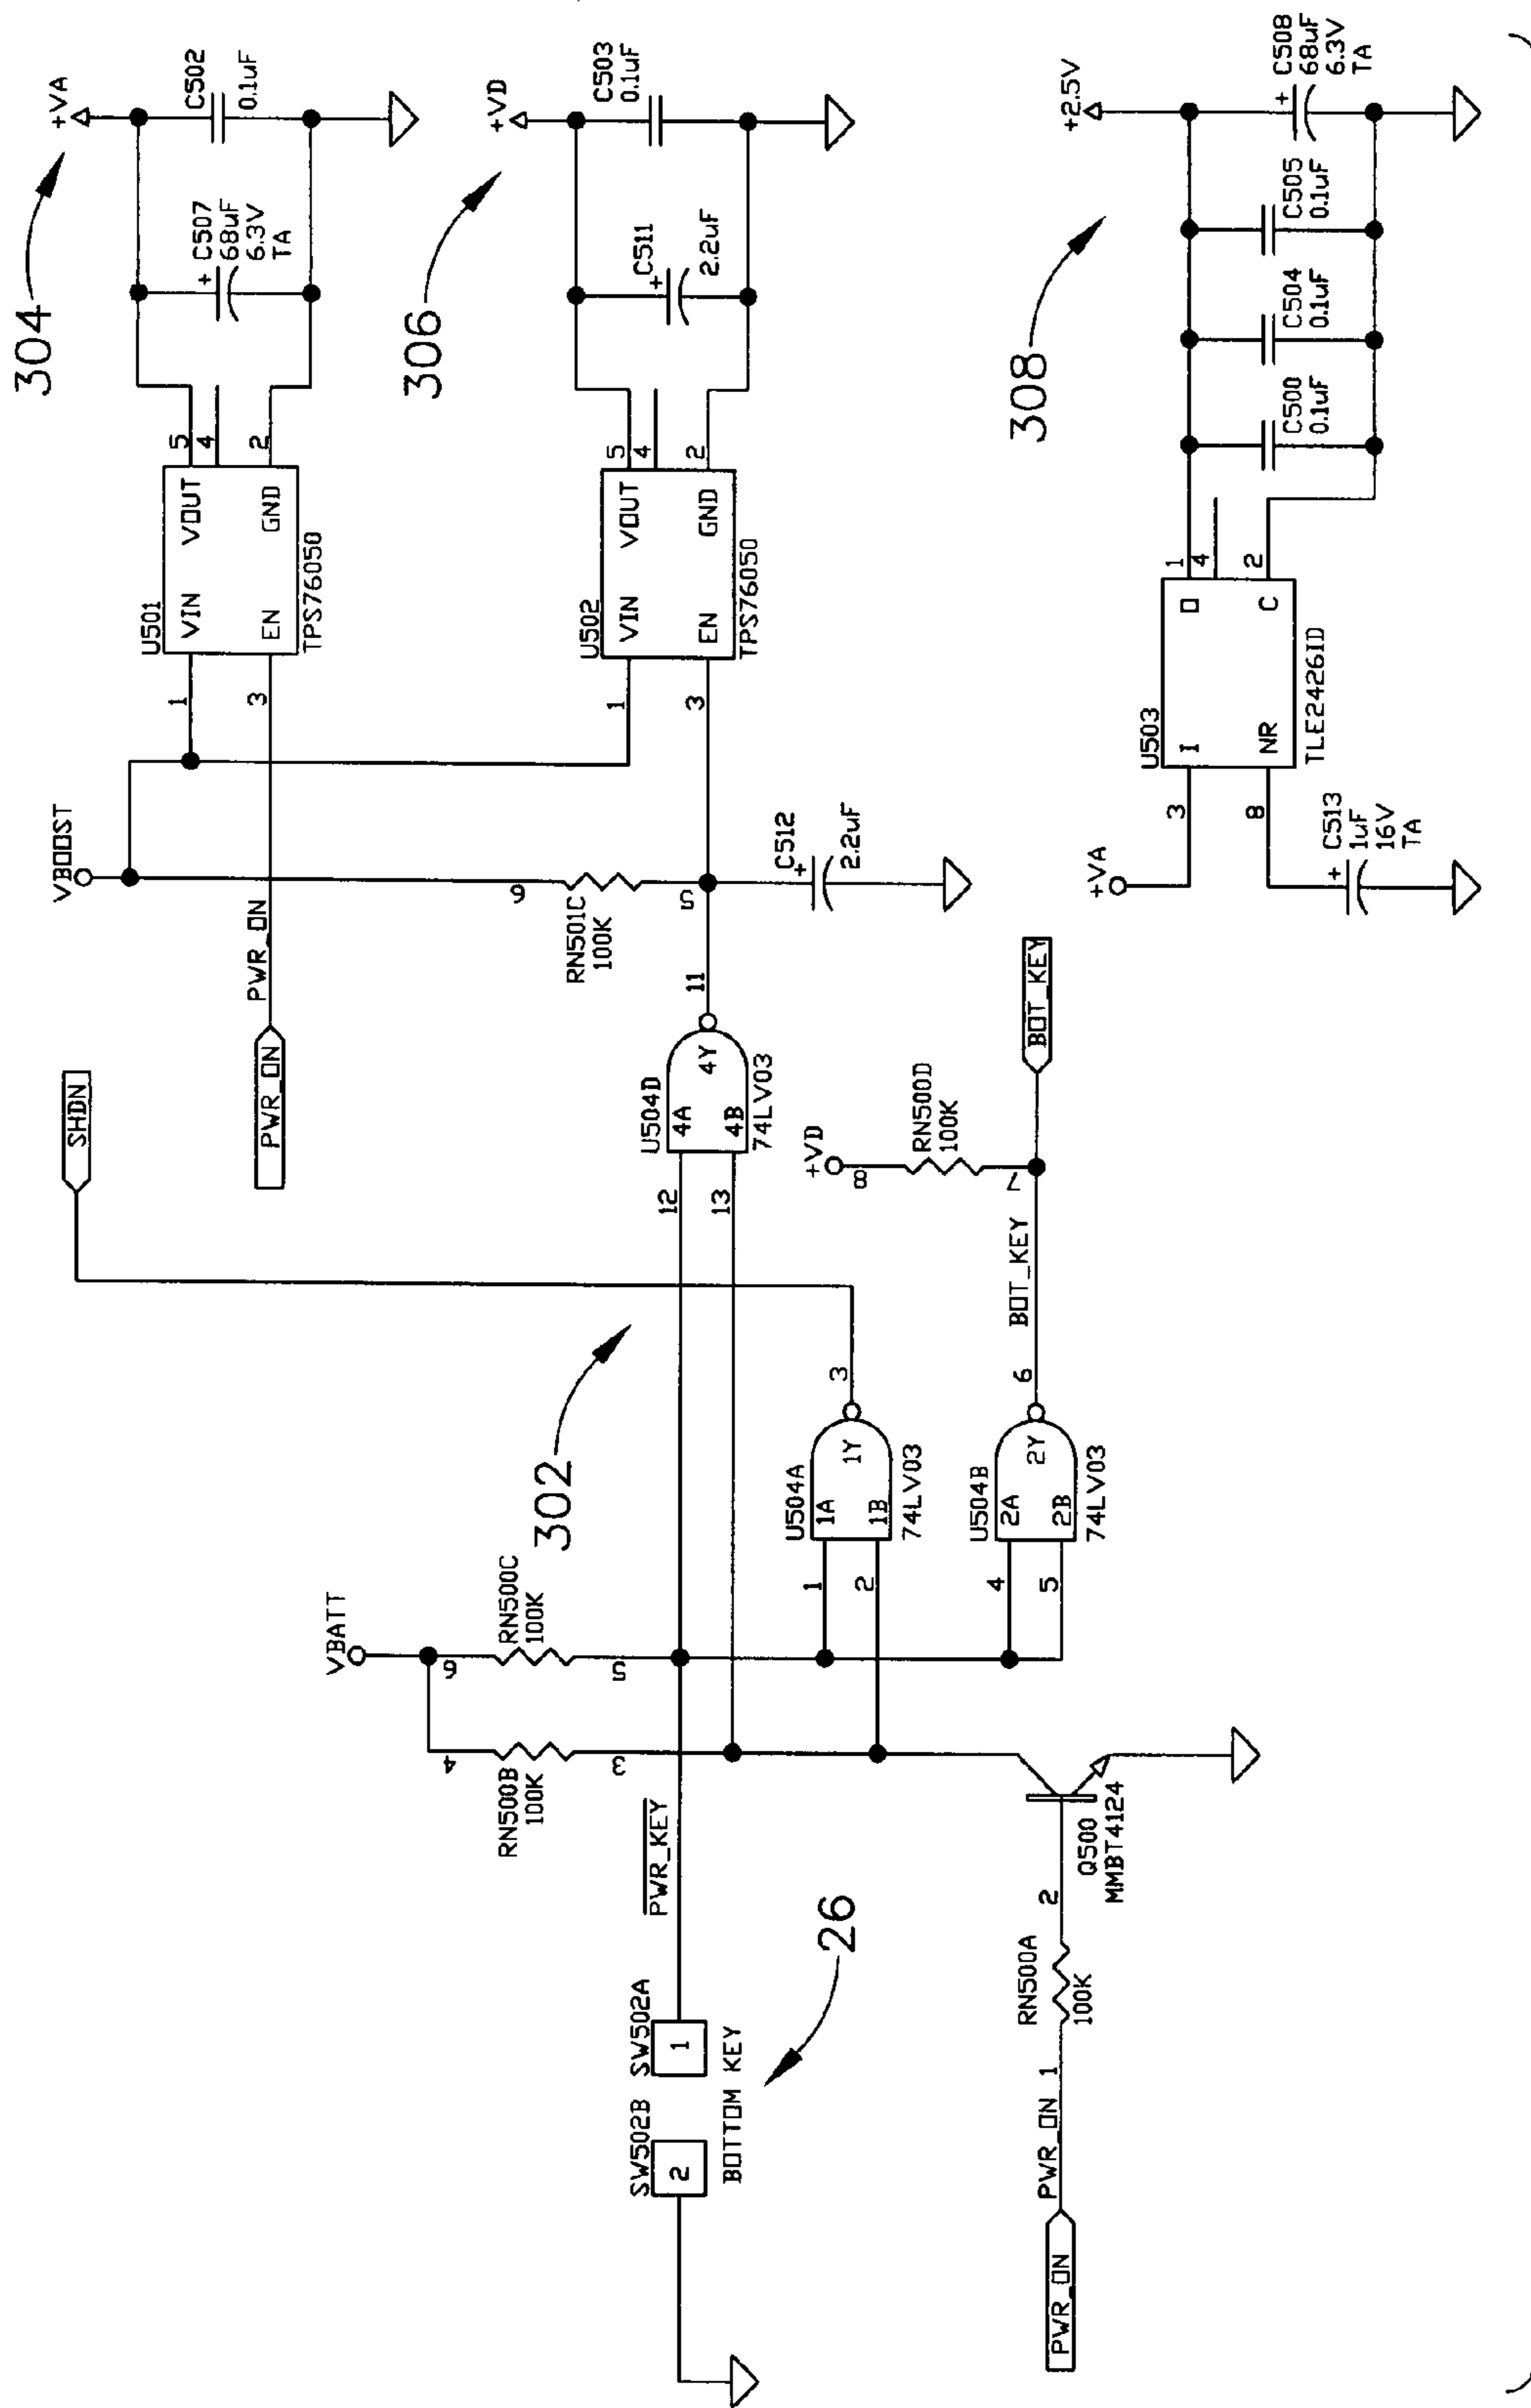 304
+VA
C502
0.1uF
C507
68uF
6.3V
TA
U501
VIN
VOUT
EN
GND
TPS76050
1
3
5
4
2
306
+VD
C503
0.1uF
C511
2.2uF
U502
VIN
VOUT
EN
GND
TPS76050
1
3
5
4
2
VBOOST
PWR_ON
PWR_ON
SHDN
6
RN501C
100K
5
C512
2.2uF
11
U504D
4A
4B
4Y
74LV03
12
13
302
VBATT
6
RN500C
100K
5
4
RN500B
100K
3
PWR_KEY
SW502B
SW502A
2
1
BOTTOM KEY
26
U504A
1A
1B
1Y
74LV03
1
2
3
U504B
2A
2B
2Y
74LV03
4
5
6
BOT_KEY
+VD
8
RN500D
100K
7
BOT_KEY
PWR_ON
PWR_ON
1
RN500A
100K
2
Q500
MMBT4124
308
+2.5V
C508
68uF
6.3V
TA
C505
0.1uF
C504
0.1uF
C500
0.1uF
U503
I
O
NR
C
TLE2426ID
3
8
1
4
2
+VA
C513
1uF
16V
TA